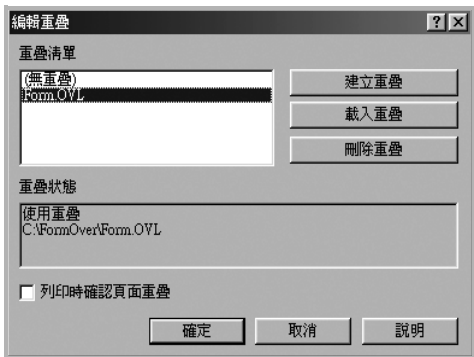 編輯重疊
重疊清單
(無重疊)
Form.OVL
建立重疊
載入重疊
刪除重疊
重疊狀態
使用重疊
C:\FormOver\Form.OVL
列印時確認頁面重疊
確定
取消
說明